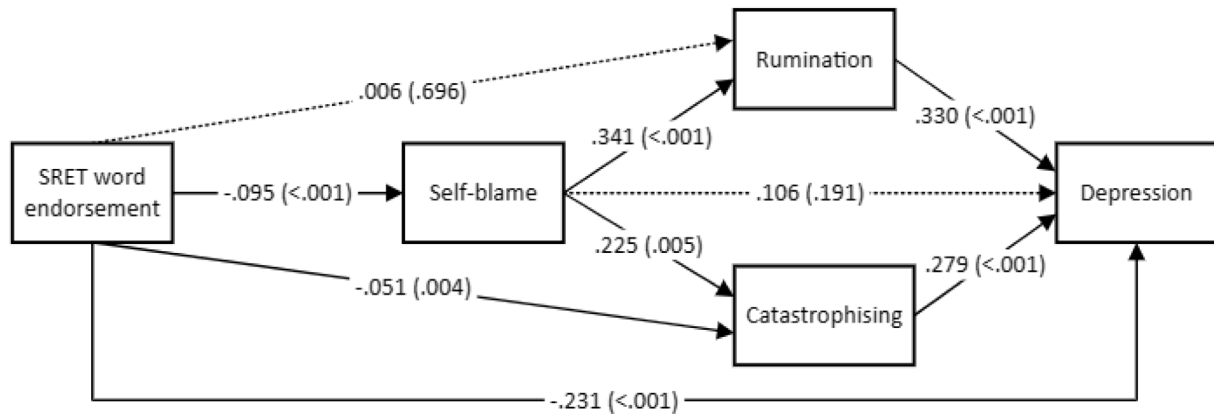 Rumination
.006 (.696)
.330 (<.001)
.341 (<.001)
SRET word
endorsement
-.095 (<.001)
Self-blame
.106 (.191)
Depression
.225 (.005)
.279 (<.001)
-.051 (.004)
Catastrophising
-.231 (<.001)